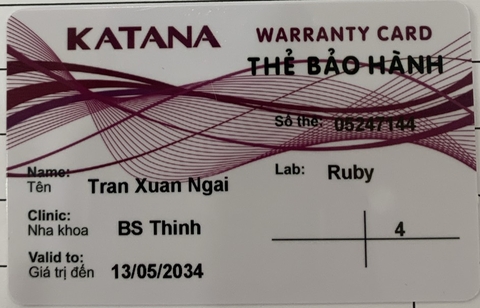 KATANA
WARRANTY CARD
THẺ BẢO HÀNH
Số thẻ: 05247144
Name:
Tên Tran Xuan Ngai
Lab: Ruby
Clinic:
Nha khoa BS Thinh
4
Valid to:
Giá trị đến 13/05/2034